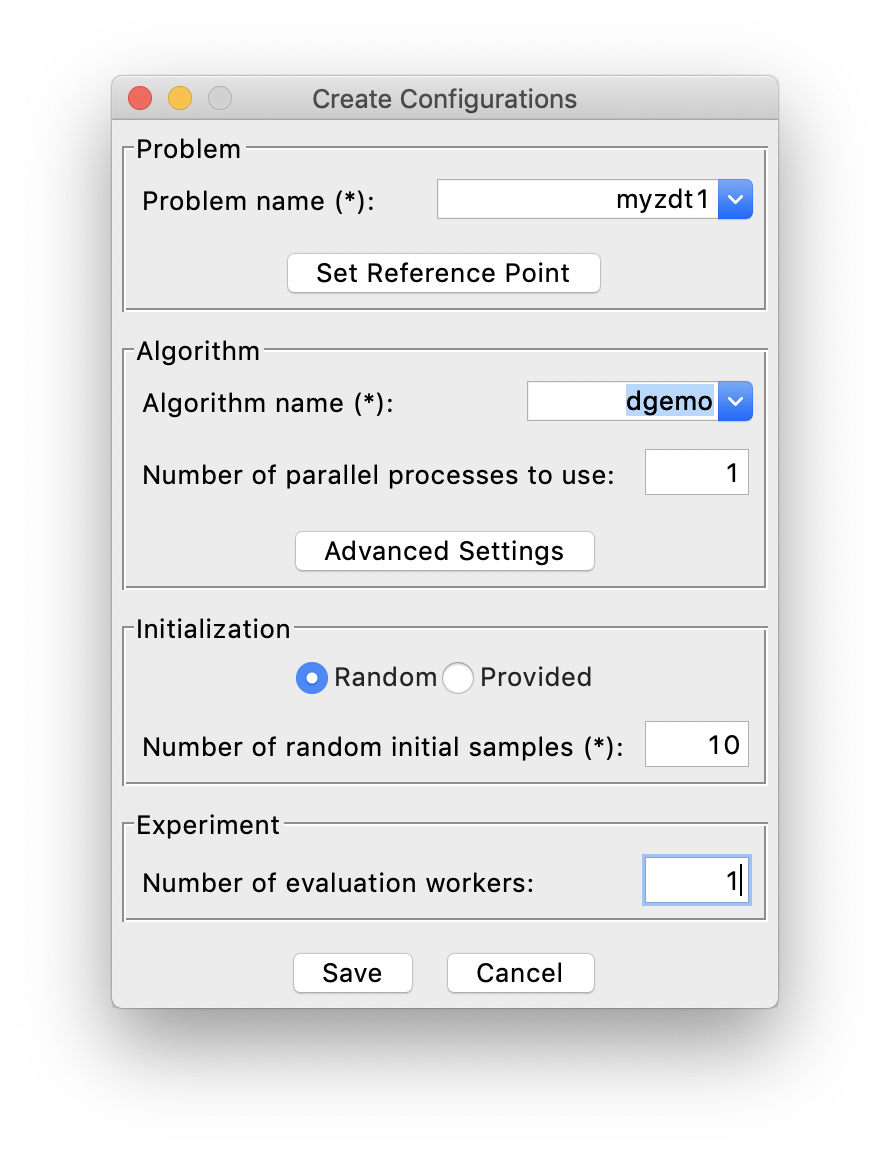 Create Configurations
Problem
Problem name (*): myzdt1
Set Reference Point
Algorithm
Algorithm name (*): dgemo
Number of parallel processes to use: 1
Advanced Settings
Initialization
Random Provided
Number of random initial samples (*): 10
Experiment
Number of evaluation workers: 1
Save Cancel